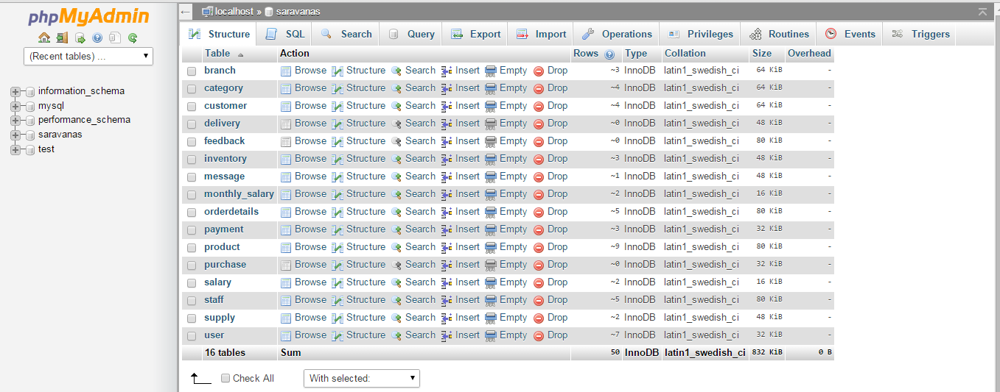 phpMyAdmin
(Recent tables) ...
information_schema
mysql
performance_schema
saravanas
test
localhost » saravanas
Structure SQL Search Query Export Import Operations Privileges Routines Events Triggers
Table Action Rows Type Collation Size Overhead
branch Browse Structure Search Insert Empty Drop ~3 InnoDB latin1_swedish_ci 64 KiB -
category Browse Structure Search Insert Empty Drop ~4 InnoDB latin1_swedish_ci 64 KiB -
customer Browse Structure Search Insert Empty Drop ~4 InnoDB latin1_swedish_ci 64 KiB -
delivery Browse Structure Search Insert Empty Drop ~0 InnoDB latin1_swedish_ci 48 KiB -
feedback Browse Structure Search Insert Empty Drop ~0 InnoDB latin1_swedish_ci 80 KiB -
inventory Browse Structure Search Insert Empty Drop ~3 InnoDB latin1_swedish_ci 48 KiB -
message Browse Structure Search Insert Empty Drop ~1 InnoDB latin1_swedish_ci 48 KiB -
monthly_salary Browse Structure Search Insert Empty Drop ~2 InnoDB latin1_swedish_ci 16 KiB -
orderdetails Browse Structure Search Insert Empty Drop ~5 InnoDB latin1_swedish_ci 80 KiB -
payment Browse Structure Search Insert Empty Drop ~3 InnoDB latin1_swedish_ci 32 KiB -
product Browse Structure Search Insert Empty Drop ~9 InnoDB latin1_swedish_ci 80 KiB -
purchase Browse Structure Search Insert Empty Drop ~0 InnoDB latin1_swedish_ci 32 KiB -
salary Browse Structure Search Insert Empty Drop ~2 InnoDB latin1_swedish_ci 16 KiB -
staff Browse Structure Search Insert Empty Drop ~5 InnoDB latin1_swedish_ci 80 KiB -
supply Browse Structure Search Insert Empty Drop ~2 InnoDB latin1_swedish_ci 48 KiB -
user Browse Structure Search Insert Empty Drop ~7 InnoDB latin1_swedish_ci 32 KiB -
16 tables Sum 50 InnoDB latin1_swedish_ci 832 KiB 0 B
Check All With selected: